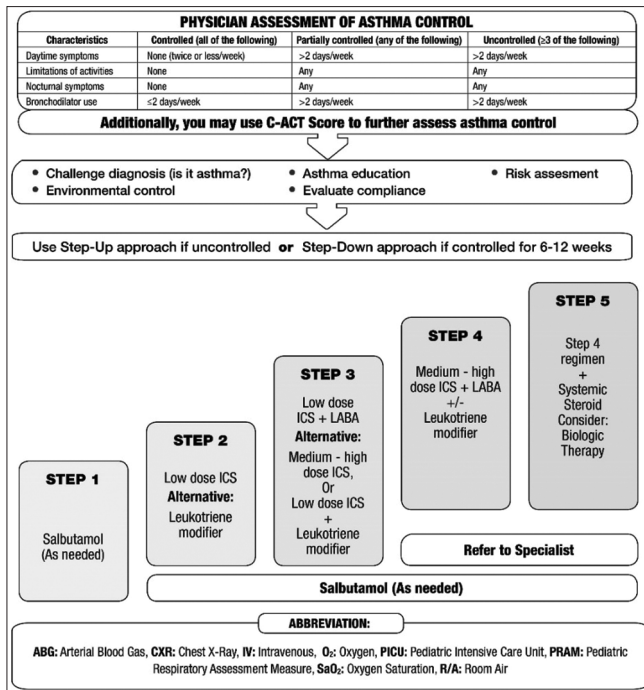 PHYSICIAN ASSESSMENT OF ASTHMA CONTROL
Characteristics Controlled (all of the following) Partially controlled (any of the following) Uncontrolled (≥3 of the following)
Daytime symptoms None (twice or less/week) >2 days/week >2 days/week
Limitations of activities None Any Any
Nocturnal symptoms None Any Any
Bronchodilator use ≤2 days/week >2 days/week >2 days/week
Additionally, you may use C-ACT Score to further assess asthma control
• Challenge diagnosis (is it asthma?) • Asthma education • Risk assesment
• Environmental control • Evaluate compliance
Use Step-Up approach if uncontrolled or Step-Down approach if controlled for 6-12 weeks
STEP 1
Salbutamol
(As needed)
STEP 2
Low dose ICS
Alternative:
Leukotriene
modifier
STEP 3
Low dose
ICS + LABA
Alternative:
Medium - high
dose ICS,
Or
Low dose ICS
+
Leukotriene
modifier
STEP 4
Medium - high
dose ICS + LABA
+/-
Leukotriene
modifier
STEP 5
Step 4
regimen
+
Systemic
Steroid
Consider:
Biologic
Therapy
Refer to Specialist
Salbutamol (As needed)
ABBREVIATION:
ABG: Arterial Blood Gas, CXR: Chest X-Ray, IV: Intravenous, O₂: Oxygen, PICU: Pediatric Intensive Care Unit, PRAM: Pediatric
Respiratory Assessment Measure, SaO₂: Oxygen Saturation, R/A: Room Air